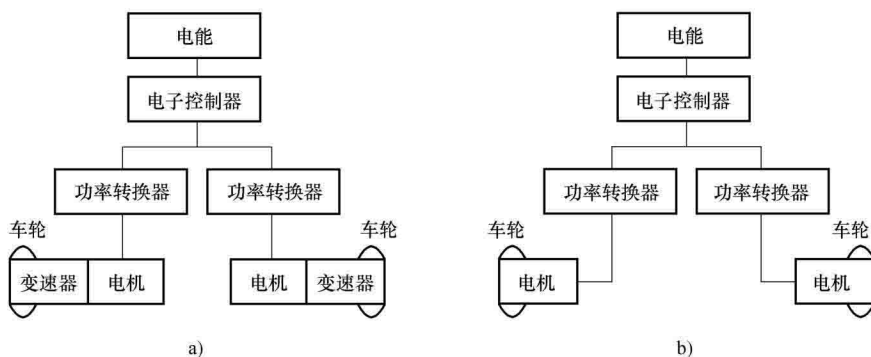 电能
电子控制器
功率转换器
功率转换器
车轮
车轮
变速器
电机
电机
变速器
a)
电能
电子控制器
功率转换器
功率转换器
车轮
车轮
电机
电机
b)